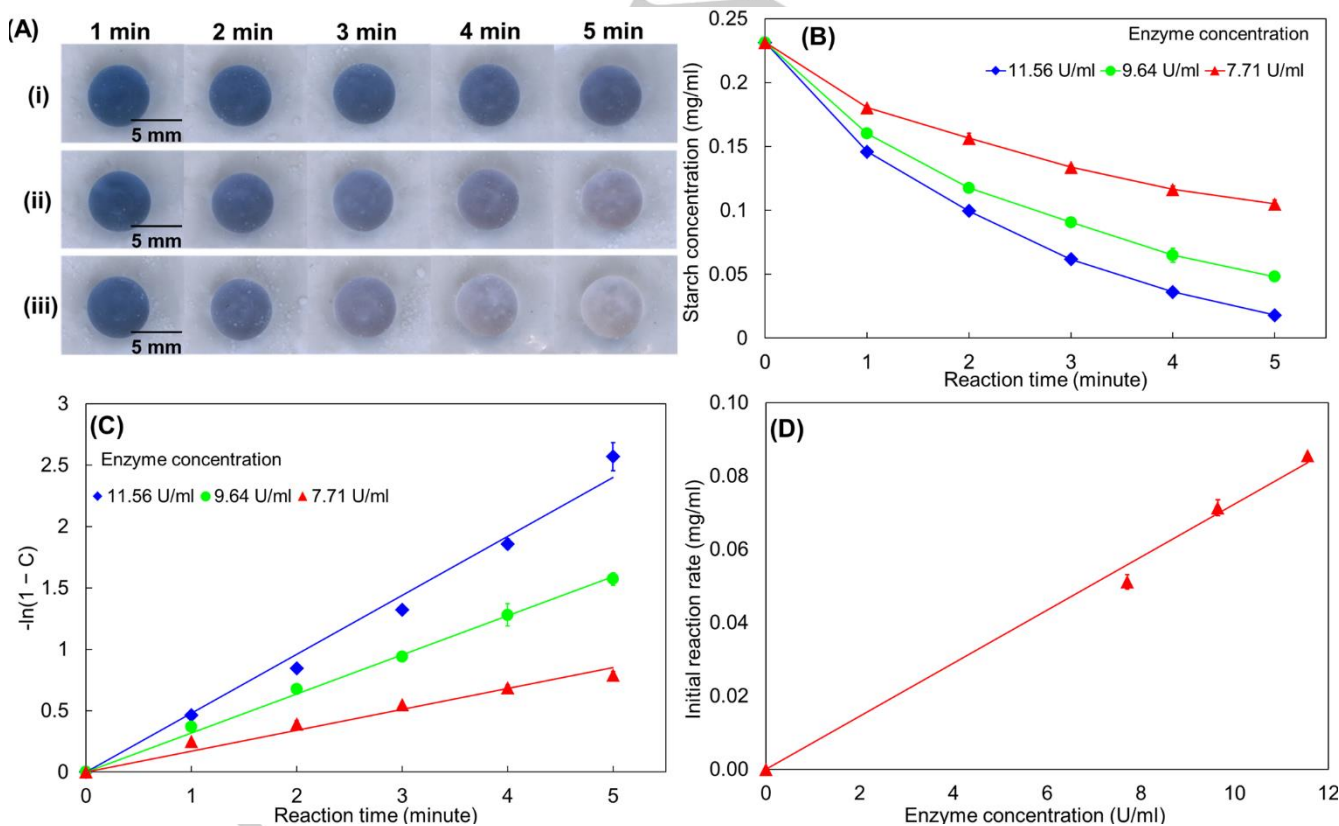 (A)
1 min 2 min 3 min 4 min 5 min
(i)
5 mm
(ii)
5 mm
(iii)
5 mm
(B)
Enzyme concentration
11.56 U/ml 9.64 U/ml 7.71 U/ml
Starch concentration (mg/ml)
0.25
0.2
0.15
0.1
0.05
0
0 1 2 3 4 5
Reaction time (minute)
(C)
Enzyme concentration
11.56 U/ml 9.64 U/ml 7.71 U/ml
-ln(1 − C)
3
2.5
2
1.5
1
0.5
0
0 1 2 3 4 5
Reaction time (minute)
(D)
Initial reaction rate (mg/ml)
0.10
0.08
0.06
0.04
0.02
0.00
0 2 4 6 8 10 12
Enzyme concentration (U/ml)